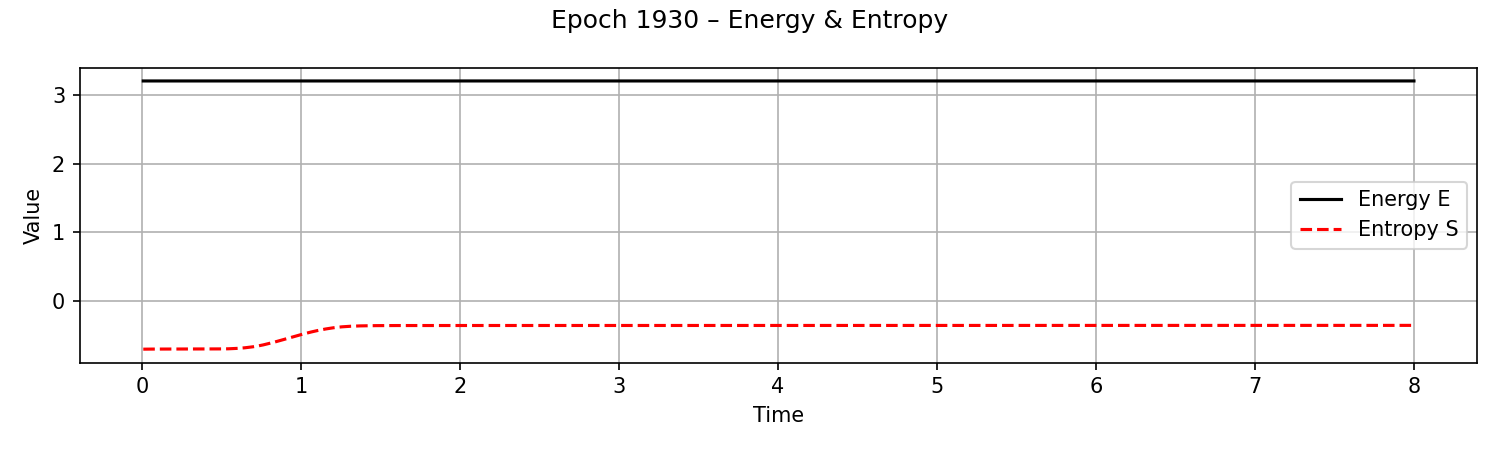 Epoch 1930 – Energy & Entropy
3
2
1
0
Value
Energy E
Entropy S
0 1 2 3 4 5 6 7 8
Time